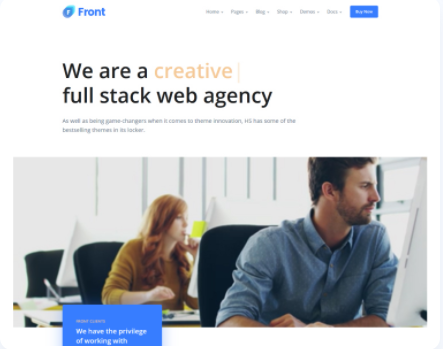 Front
Home Pages Blog Shop Demos Docs Buy Now
We are a creative
full stack web agency
As well as being game-changers when it comes to theme innovation, HS has some of the
bestselling themes in its locker.
We have the privilege
of working with